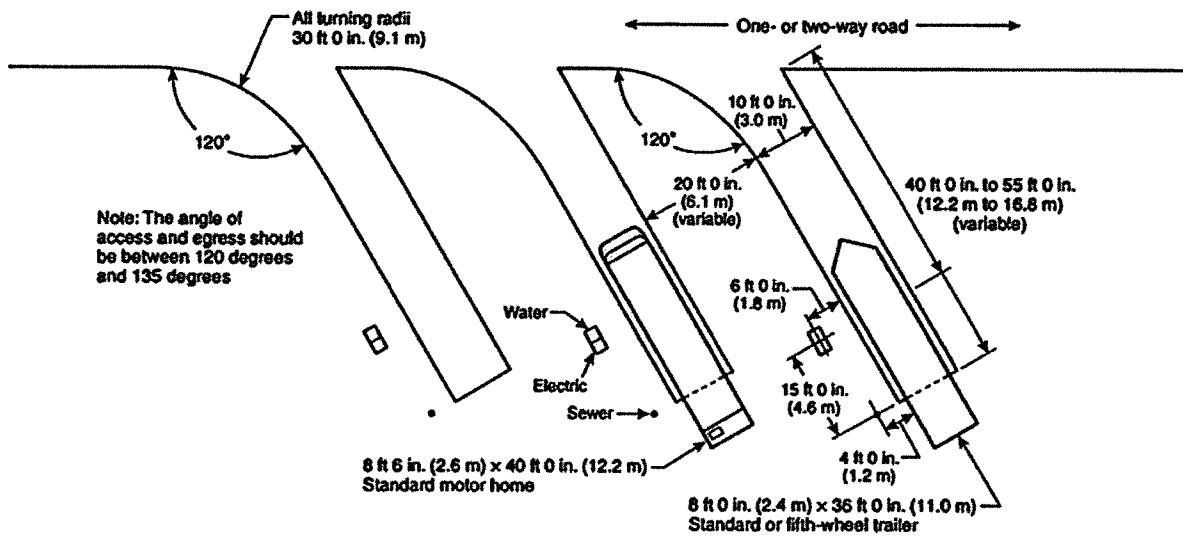 All turning radii
30 ft 0 in. (9.1 m)
One- or two-way road
120°
120°
10 ft 0 in.
(3.0 m)
20 ft 0 in.
(6.1 m)
(variable)
40 ft 0 in. to 55 ft 0 in.
(12.2 m to 16.8 m)
(variable)
Note: The angle of
access and egress should
be between 120 degrees
and 135 degrees
6 ft 0 in.
(1.8 m)
Water
Electric
Sewer
15 ft 0 in.
(4.6 m)
4 ft 0 in.
(1.2 m)
8 ft 6 in. (2.6 m) × 40 ft 0 in. (12.2 m)
Standard motor home
8 ft 0 in. (2.4 m) × 36 ft 0 in. (11.0 m)
Standard or fifth-wheel trailer